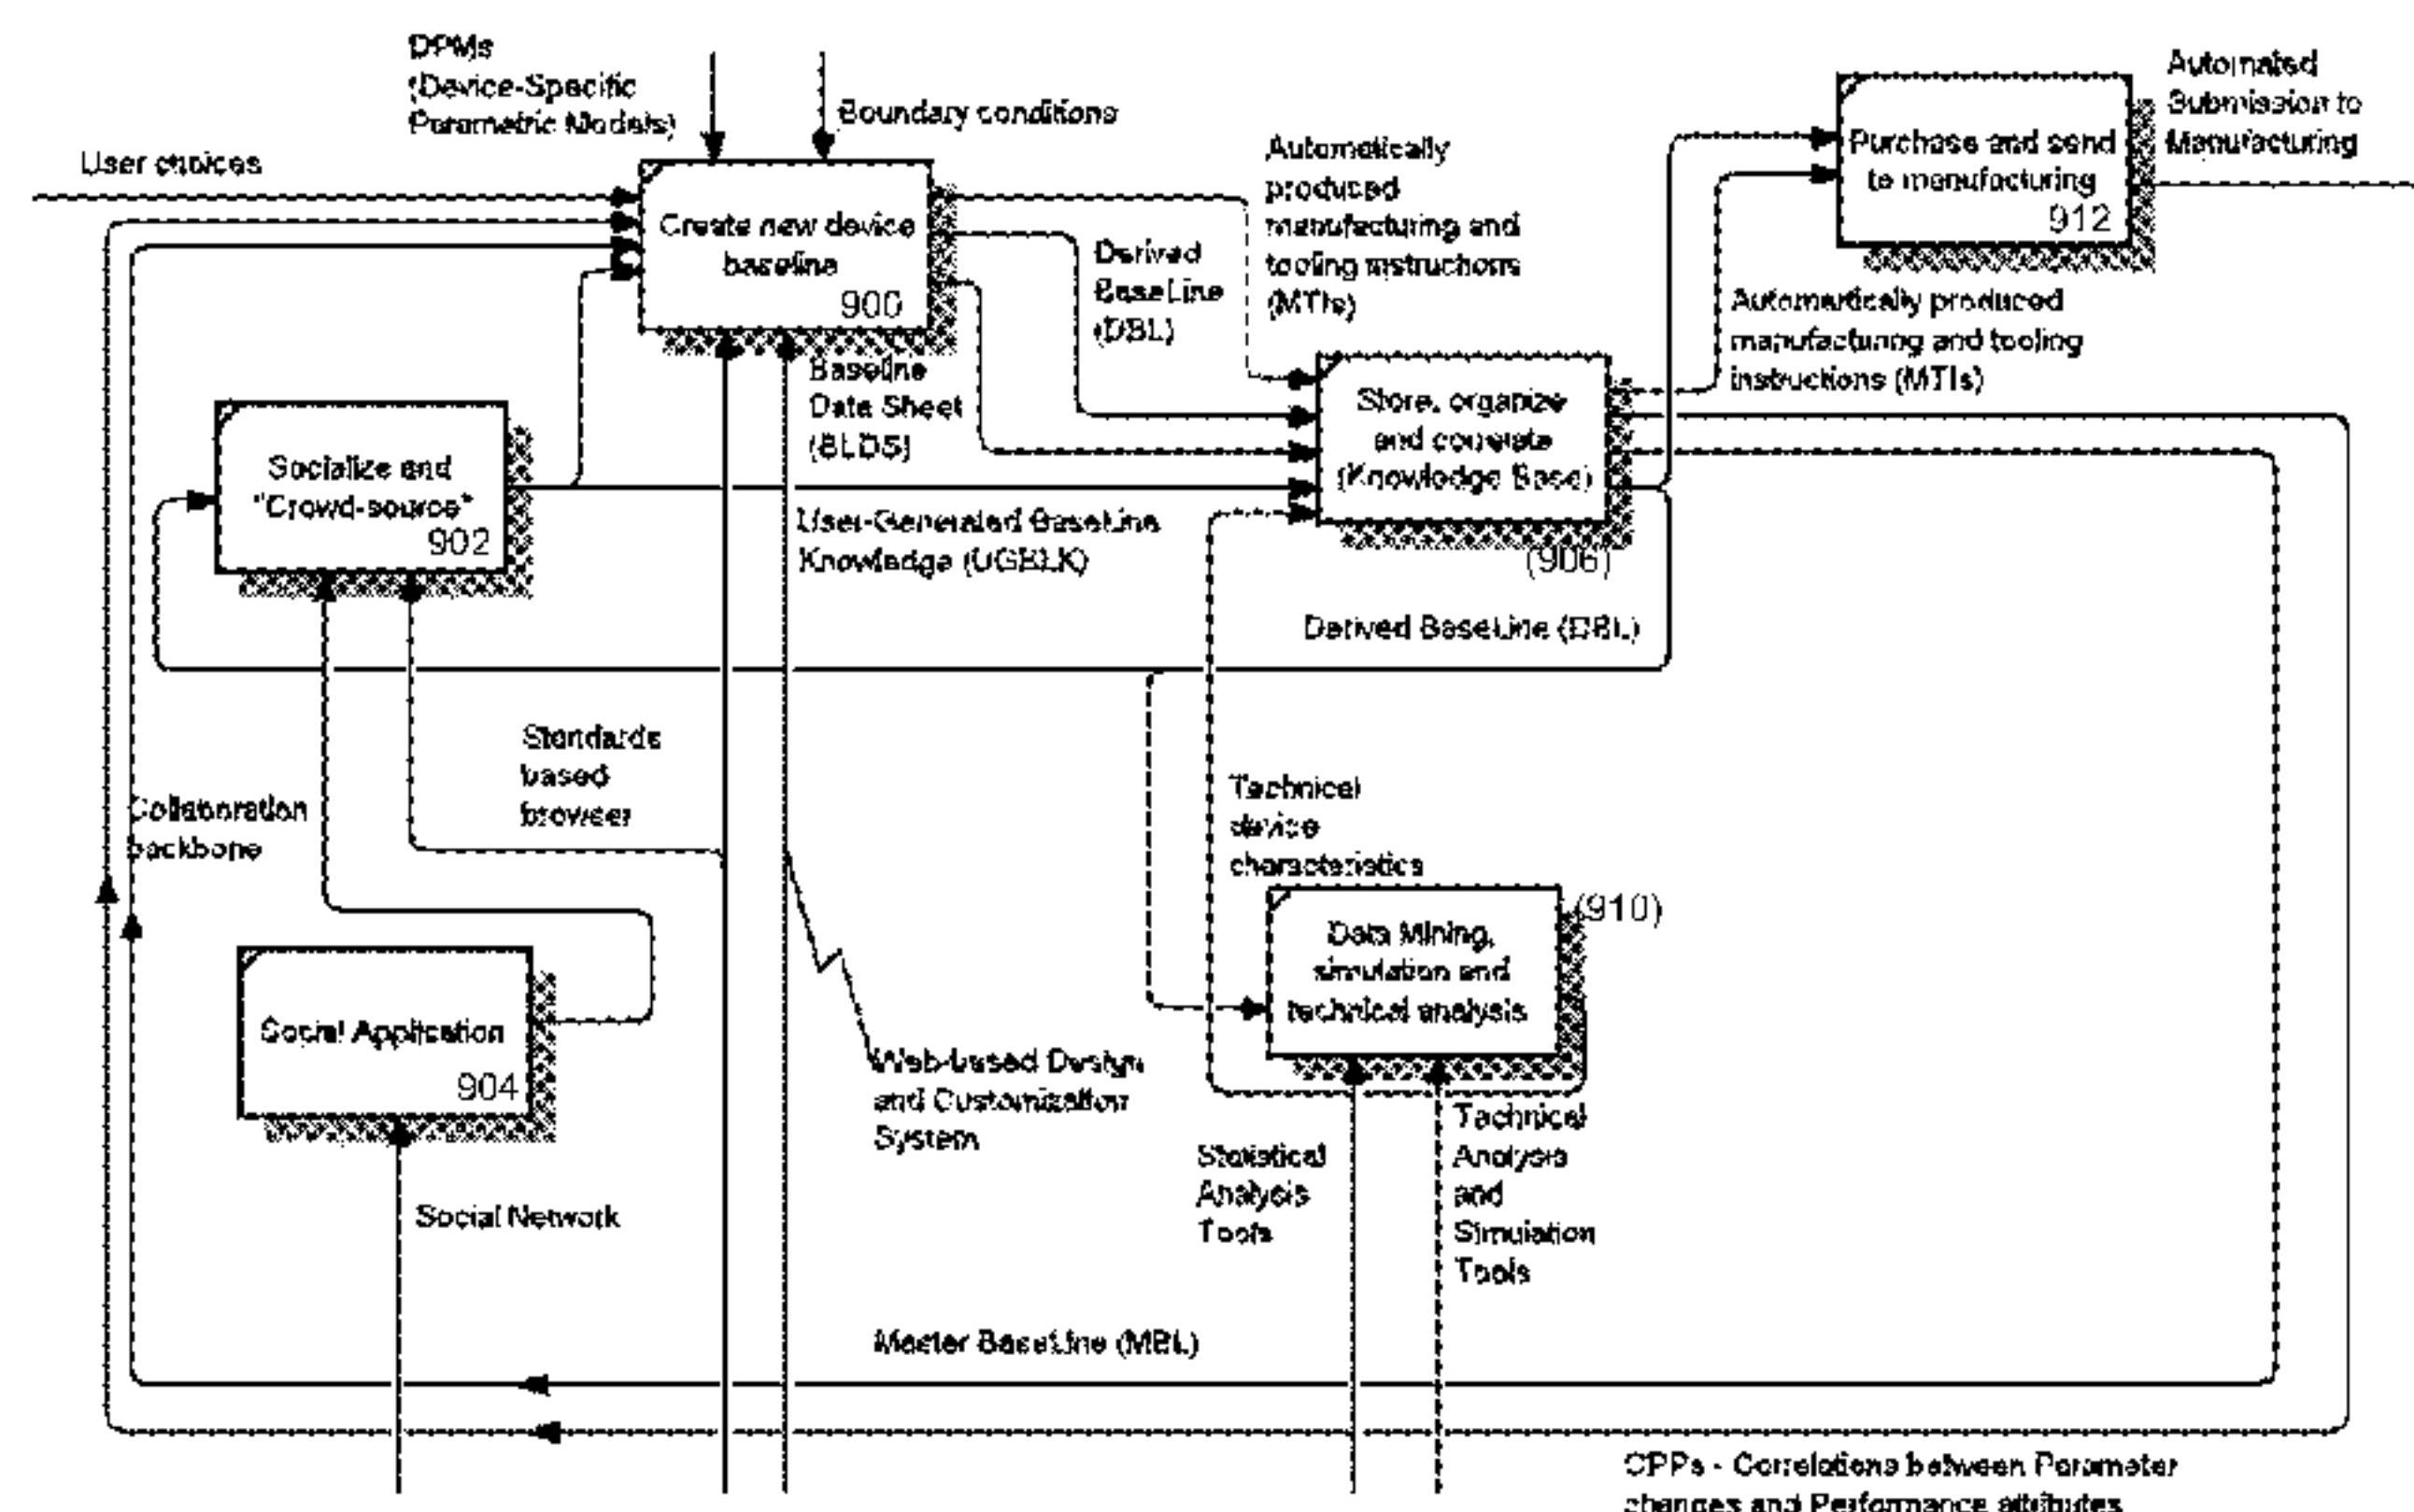 DPMs
(Device-Specific
Parametric Models)
Boundary conditions
User choices
Create new device
baseline
900
Automatically
produced
manufacturing and
tooling instructions
(MTIs)
Derived
BaseLine
(DBL)
Baseline
Data Sheet
(BLDS)
Purchase and send
to manufacturing
912
Automated
Submission to
Manufacturing
Automartically produced
manufacturing and tooling
instructions (MTIs)
Store, organize
and correlate
(Knowledge Base)
(906)
Socialize and
"Crowd-source"
902
User-Generated BaseLine
Knowledge (UGBLK)
Derived BaseLine (DBL)
Standards
based
browser
Collaboration
backbone
Technical
device
characteristics
(910)
Data Mining,
simulation and
technical analysis
Social Application
904
Web-based Design
and Customization
System
Social Network
Statistical
Analysis
Tools
Technical
Analysis
and
Simulation
Tools
Master BaseLine (MBL)
CPPs - Correlations between Parameter
changes and Performance attributes